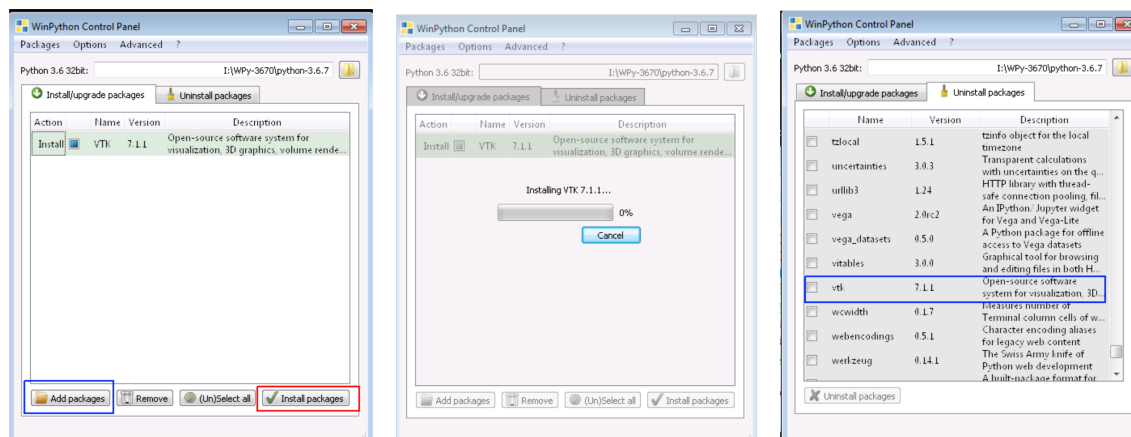 WinPython Control Panel
Packages Options Advanced ?
Python 3.6 32bit: I:\WPy-3670\python-3.6.7
Install/upgrade packages Uninstall packages
Action Name Version Description
Install VTK 7.1.1 Open-source software system for
visualization, 3D graphics, volume rende...
Add packages Remove (Un)Select all Install packages
WinPython Control Panel
Packages Options Advanced ?
Python 3.6 32bit: I:\WPy-3670\python-3.6.7
Install/upgrade packages Uninstall packages
Action Name Version Description
Install VTK 7.1.1 Open-source software system for
visualization, 3D graphics, volume rende...
Installing VTK 7.1.1...
0%
Cancel
Add packages Remove (Un)Select all Install packages
WinPython Control Panel
Packages Options Advanced ?
Python 3.6 32bit: I:\WPy-3670\python-3.6.7
Install/upgrade packages Uninstall packages
Name Version Description
tzlocal 1.5.1 tzinfo object for the local
timezone
uncertainties 3.0.3 Transparent calculations
with uncertainties on the q...
urllib3 1.24 HTTP library with thread-
safe connection pooling, fil...
vega 2.0rc2 An IPython/ Jupyter widget
for Vega and Vega-Lite
vega_datasets 0.5.0 A Python package for offline
access to Vega datasets
vitables 3.0.0 Graphical tool for browsing
and editing files in both H...
vtk 7.1.1 Open-source software
system for visualization, 3D...
wcwidth 0.1.7 Measures number of
Terminal column cells of w...
webencodings 0.5.1 Character encoding aliases
for legacy web content
werkzeug 0.14.1 The Swiss Army knife of
Python web development
A built-package format for
Uninstall packages